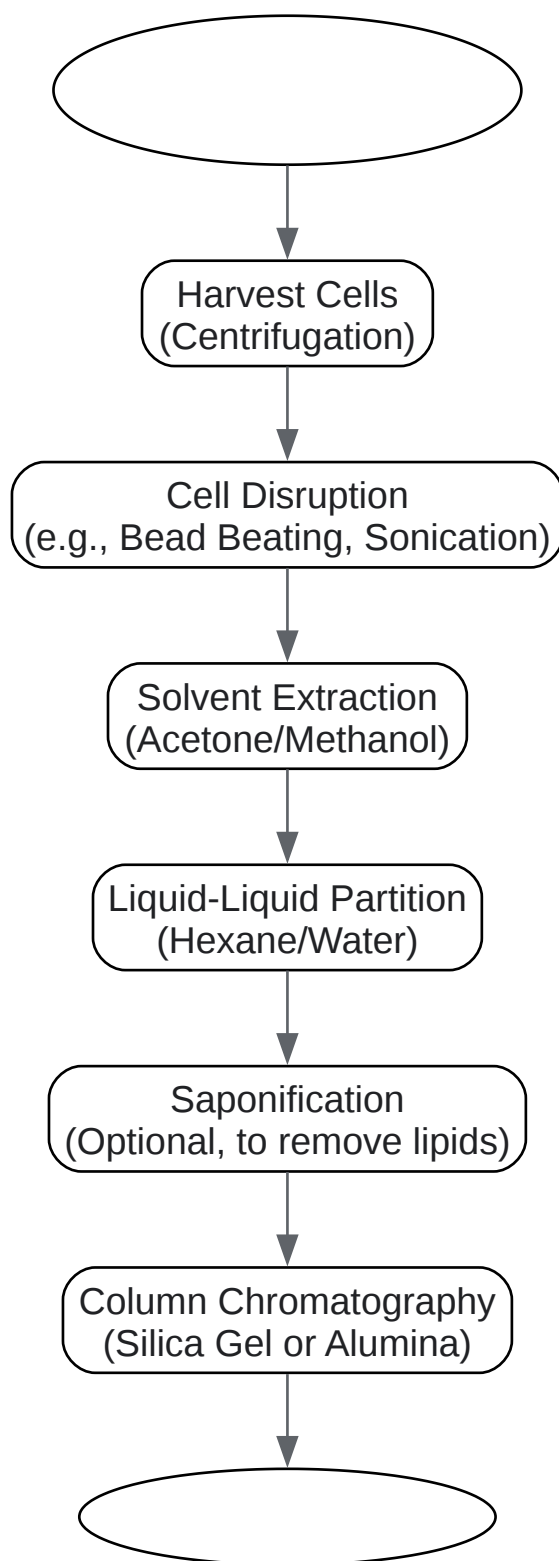 Harvest Cells
(Centrifugation)
Cell Disruption
(e.g., Bead Beating, Sonication)
Solvent Extraction
(Acetone/Methanol)
Liquid-Liquid Partition
(Hexane/Water)
Saponification
(Optional, to remove lipids)
Column Chromatography
(Silica Gel or Alumina)